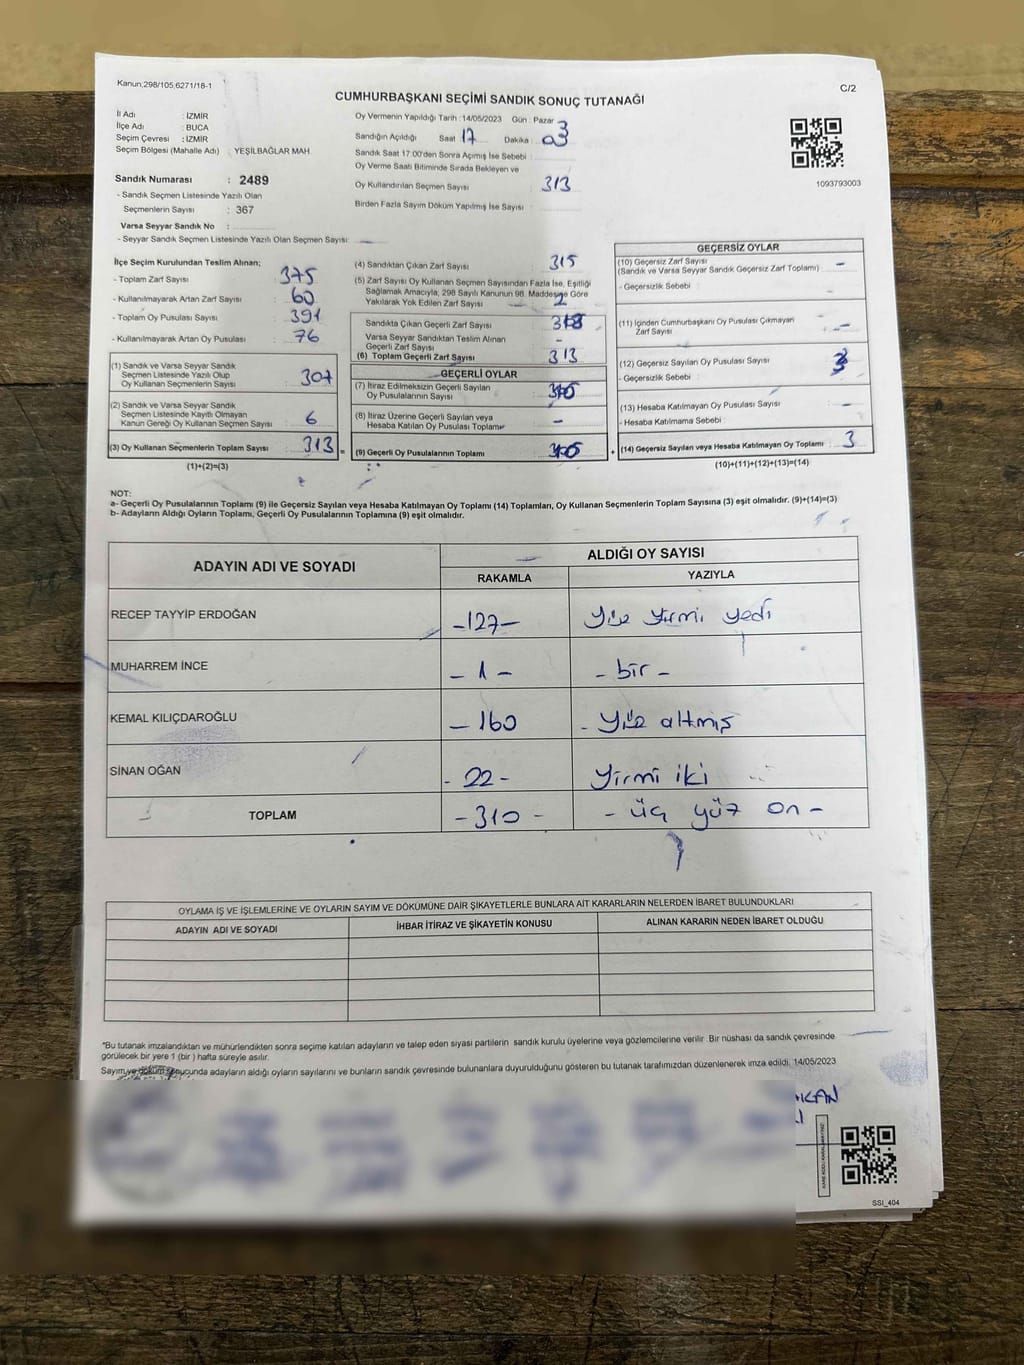 Kanun,298/105,6271/18-1
C/2
CUMHURBAŞKANI SEÇİMİ SANDIK SONUÇ TUTANAĞI
İl Adı : İZMİR
İlçe Adı : BUCA
Seçim Çevresi : İZMİR
Seçim Bölgesi (Mahalle Adı) : YEŞİLBAĞLAR MAH.
Sandık Numarası : 2489
- Sandık Seçmen Listesinde Yazılı Olan
Seçmenlerin Sayısı : 367
Varsa Seyyar Sandık No :
- Seyyar Sandık Seçmen Listesinde Yazılı Olan Seçmen Sayısı:
Oy Vermenin Yapıldığı Tarih :14/05/2023 Gün : Pazar
Sandığın Açıldığı Saat 17 Dakika : 03
Sandık Saat 17:00'den Sonra Açımış İse Sebebi :
Oy Verme Saati Bitiminde Sırada Bekleyen ve
Oy Kullandırılan Seçmen Sayısı : 313
Birden Fazla Sayım Döküm Yapılmış İse Sayısı :
1093793003
İlçe Seçim Kurulundan Teslim Alınan;
- Toplam Zarf Sayısı : 375
- Kullanılmayarak Artan Zarf Sayısı : 60
- Toplam Oy Pusulası Sayısı : 391
- Kullanılmayarak Artan Oy Pusulası : 76
(1) Sandık ve Varsa Seyyar Sandık
Seçmen Listesinde Yazılı Olup
Oy Kullanan Seçmenlerin Sayısı : 307
(2) Sandık ve Varsa Seyyar Sandık
Seçmen Listesinde Kayıtlı Olmayan
Kanun Gereği Oy Kullanan Seçmen Sayısı : 6
(3) Oy Kullanan Seçmenlerin Toplam Sayısı : 313
(1)+(2)=(3)
(4) Sandıktan Çıkan Zarf Sayısı : 315
(5) Zarf Sayısı Oy Kullanan Seçmen Sayısından Fazla İse, Eşitliği
Sağlamak Amacıyla, 298 Sayılı Kanunun 98. Maddesine Göre
Yakılarak Yok Edilen Zarf Sayısı : 2
Sandıkta Çıkan Geçerli Zarf Sayısı :
Varsa Seyyar Sandıktan Teslim Alınan
Geçerli Zarf Sayısı : -
(6) Toplam Geçerli Zarf Sayısı : 313
GEÇERLİ OYLAR
(7) İtiraz Edilmeksizin Geçerli Sayılan
Oy Pusulalarının Sayısı :
(8) İtiraz Üzerine Geçerli Sayılan veya
Hesaba Katılan Oy Pusulası Toplamı : -
(9) Geçerli Oy Pusulalarının Toplamı :
GEÇERSİZ OYLAR
(10) Geçersiz Zarf Sayısı
(Sandık ve Varsa Seyyar Sandık Geçersiz Zarf Toplamı) : -
- Geçersizlik Sebebi :
(11) İçinden Cumhurbaşkanı Oy Pusulası Çıkmayan
Zarf Sayısı : -
(12) Geçersiz Sayılan Oy Pusulası Sayısı : 3
- Geçersizlik Sebebi :
(13) Hesaba Katılmayan Oy Pusulası Sayısı : -
- Hesaba Katılmama Sebebi :
(14) Geçersiz Sayılan veya Hesaba Katılmayan Oy Toplamı : 3
(10)+(11)+(12)+(13)=(14)
NOT:
a- Geçerli Oy Pusulalarının Toplamı (9) ile Geçersiz Sayılan veya Hesaba Katılmayan Oy Toplamı (14) Toplamları, Oy Kullanan Seçmenlerin Toplam Sayısına (3) eşit olmalıdır. (9)+(14)=(3)
b- Adayların Aldığı Oyların Toplamı, Geçerli Oy Pusulalarının Toplamına (9) eşit olmalıdır.
ADAYIN ADI VE SOYADI ALDIĞI OY SAYISI
RAKAMLA YAZIYLA
RECEP TAYYİP ERDOĞAN -127- yüz yirmi yedi
MUHARREM İNCE - 1 - - bir -
KEMAL KILIÇDAROĞLU - 160 - yüz altmış
SİNAN OĞAN - 22 - yirmi iki
TOPLAM - 310 - - üç yüz on -
OYLAMA İŞ VE İŞLEMLERİNE VE OYLARIN SAYIM VE DÖKÜMÜNE DAİR ŞİKAYETLERLE BUNLARA AİT KARARLARIN NELERDEN İBARET BULUNDUKLARI
ADAYIN ADI VE SOYADI İHBAR İTİRAZ VE ŞİKAYETİN KONUSU ALINAN KARARIN NEDEN İBARET OLDUĞU
*Bu tutanak imzalandıktan ve mühürlendikten sonra seçime katılan adayların ve talep eden siyasi partilerin sandık kurulu üyelerine veya gözlemcilerine verilir. Bir nüshası da sandık çevresinde
görülecek bir yere 1 (bir) hafta süreyle asılır.
Sayım ve döküm sonucunda adayların aldığı oyların sayılarını ve bunların sandık çevresinde bulunanlara duyurulduğunu gösteren bu tutanak tarafımızdan düzenlenerek imza edildi. 14/05/2023
SSİ_404